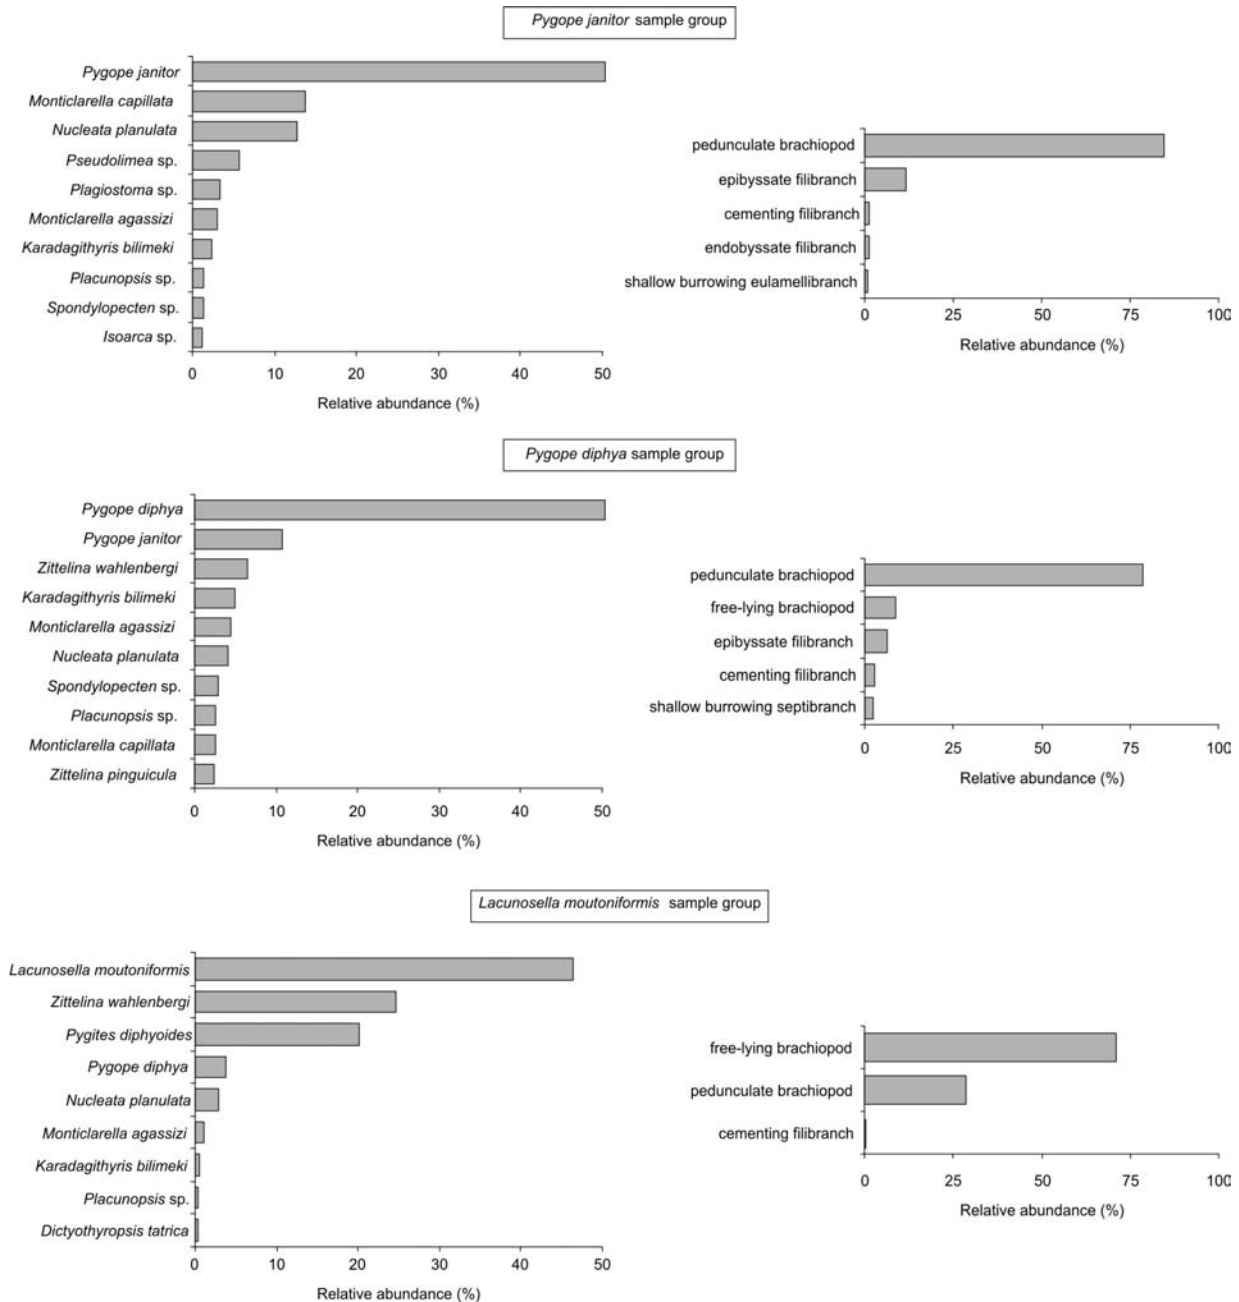 Pygope janitor sample group
Pygope janitor
Monticlarella capillata
Nucleata planulata
Pseudolimea sp.
Plagiostoma sp.
Monticlarella agassizi
Karadagithyris bilimeki
Placunopsis sp.
Spondylopecten sp.
Isoarca sp.
0 10 20 30 40 50
Relative abundance (%)
pedunculate brachiopod
epibyssate filibranch
cementing filibranch
endobyssate filibranch
shallow burrowing eulamellibranch
0 25 50 75 100
Relative abundance (%)
Pygope diphya sample group
Pygope diphya
Pygope janitor
Zittelina wahlenbergi
Karadagithyris bilimeki
Monticlarella agassizi
Nucleata planulata
Spondylopecten sp.
Placunopsis sp.
Monticlarella capillata
Zittelina pinguicula
0 10 20 30 40 50
Relative abundance (%)
pedunculate brachiopod
free-lying brachiopod
epibyssate filibranch
cementing filibranch
shallow burrowing septibranch
0 25 50 75 100
Relative abundance (%)
Lacunosella moutoniformis sample group
Lacunosella moutoniformis
Zittelina wahlenbergi
Pygites diphyoides
Pygope diphya
Nucleata planulata
Monticlarella agassizi
Karadagithyris bilimeki
Placunopsis sp.
Dictyothyropsis tatrica
0 10 20 30 40 50
Relative abundance (%)
free-lying brachiopod
pedunculate brachiopod
cementing filibranch
0 25 50 75 100
Relative abundance (%)